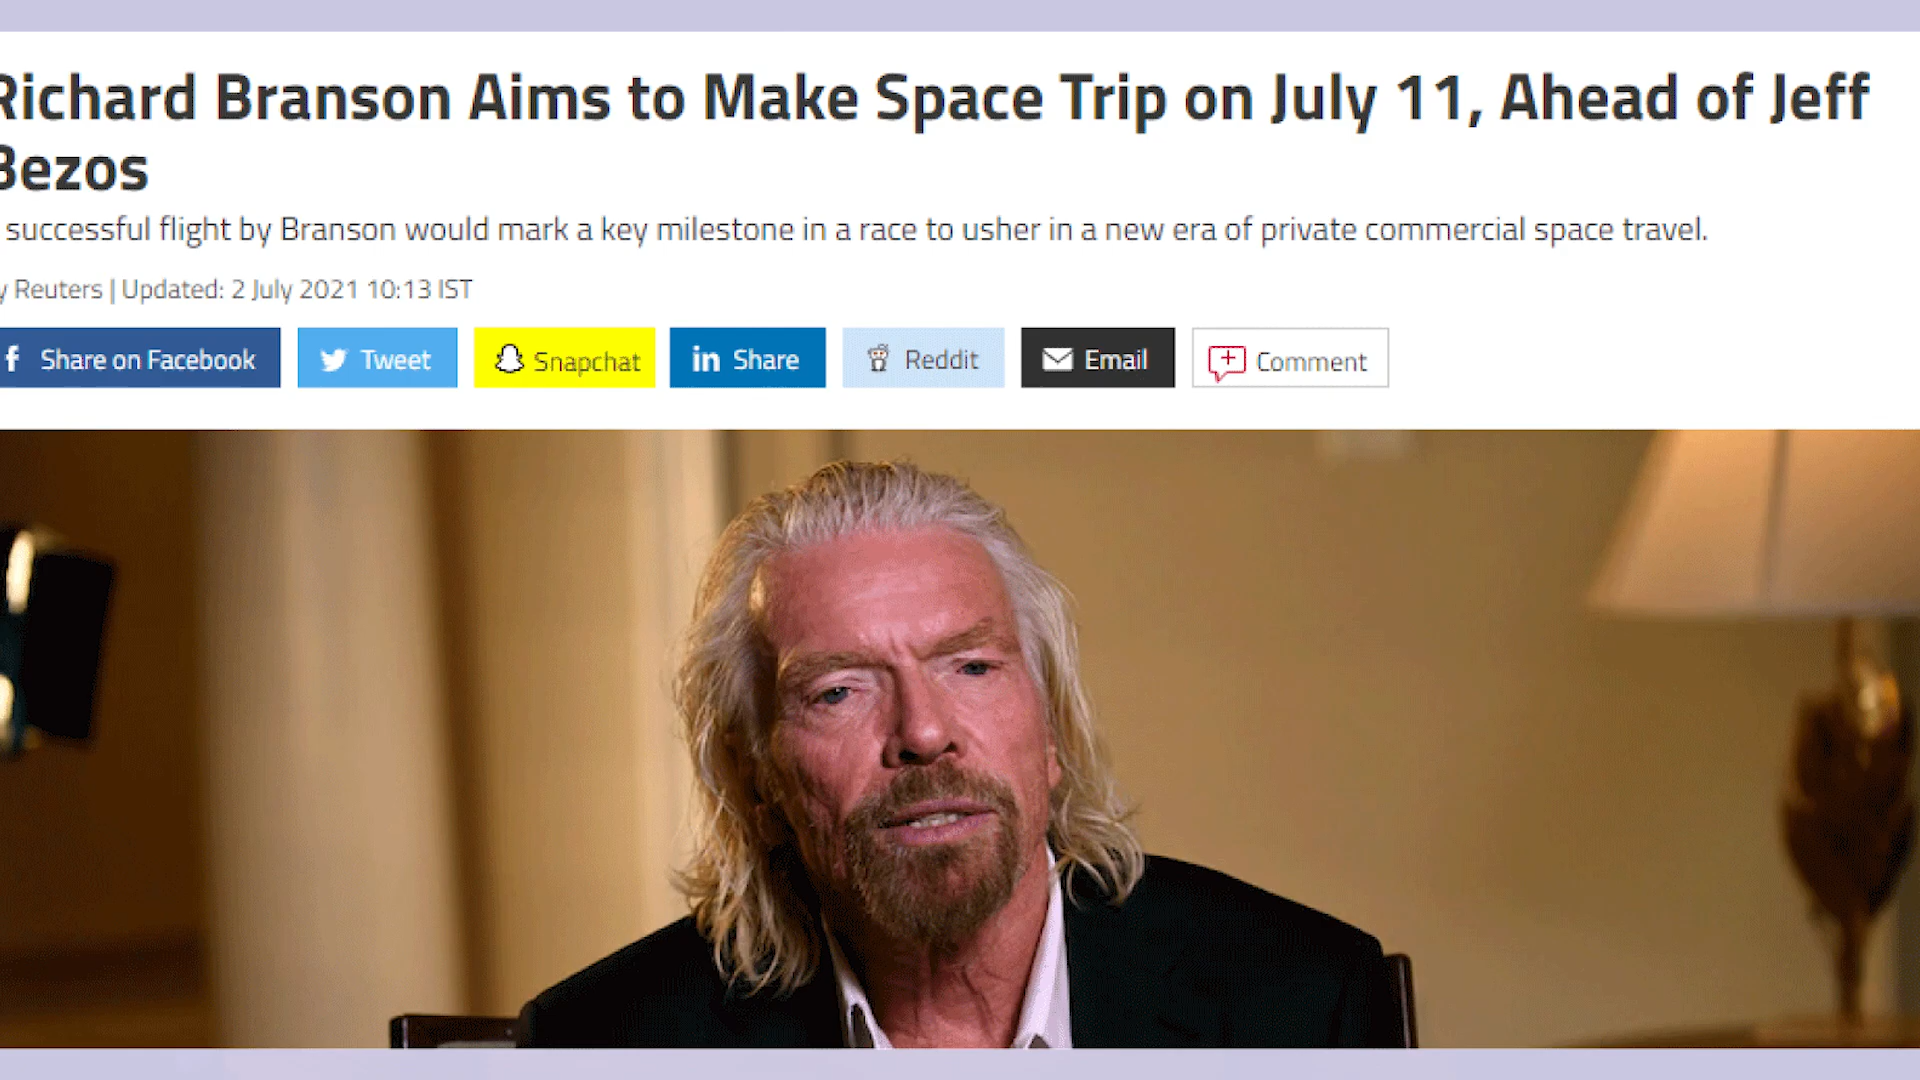 Richard Branson Aims to Make Space Trip on July 11, Ahead of Jeff
Bezos
successful flight by Branson would mark a key milestone in a race to usher in a new era of private commercial space travel.
y Reuters | Updated: 2 July 2021 10:13 IST
f Share on Facebook Tweet Snapchat in Share Reddit Email Comment